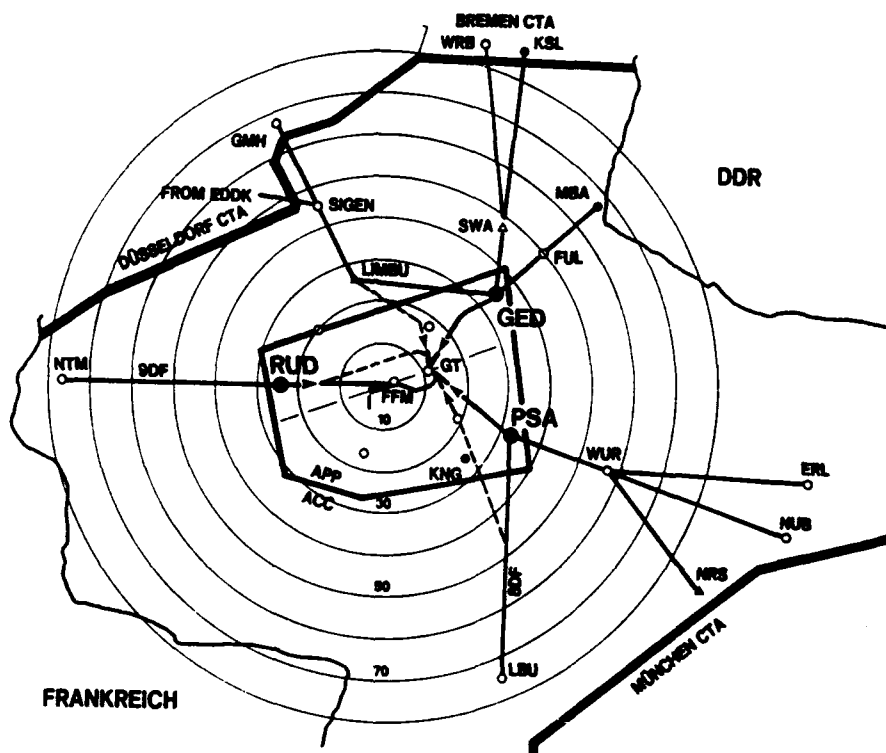 BREMEN CTA
WRB
KSL
GMH
DDR
FROM EDDK
SIGEN
MBA
DÜSSELDORF CTA
SWA
FUL
LIMBU
GED
NTM
9DF
RUD
GT
FFM
10
PSA
WUR
APP
KNG
ERL
ACC
30
NUB
8DF
NRS
50
70
LBU
MÜNCHEN CTA
FRANKREICH